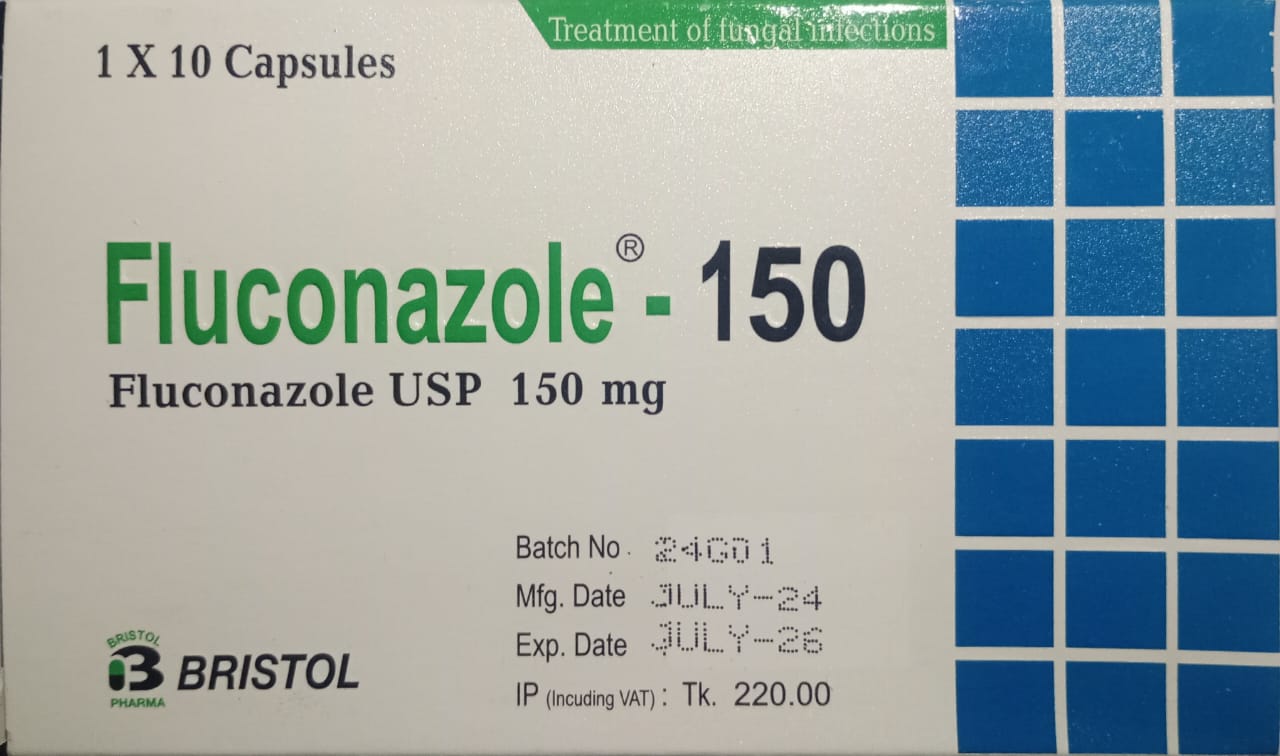 Treatment of fungal infections
1 X 10 Capsules
Fluconazole® - 150
Fluconazole USP 150 mg
Batch No. 24G01
Mfg. Date JULY-24
Exp. Date JULY-26
IP (Incuding VAT) : Tk. 220.00
BRISTOL
PHARMA
BRISTOL